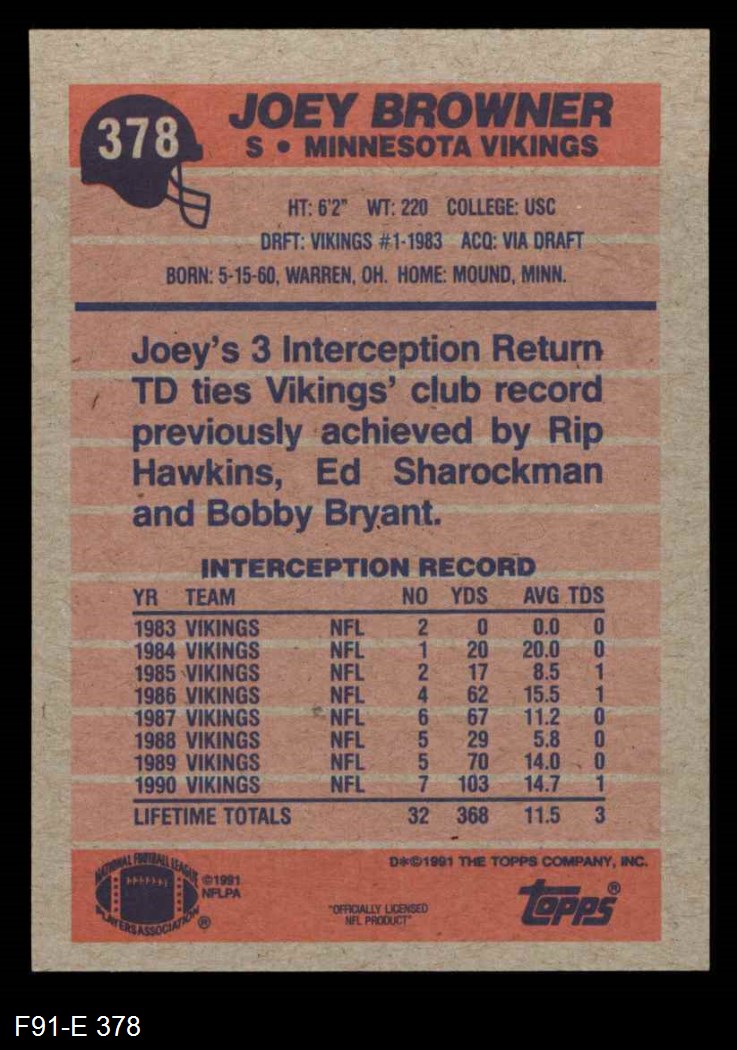 378
JOEY BROWNER
S • MINNESOTA VIKINGS
HT: 6'2" WT: 220 COLLEGE: USC
DRFT: VIKINGS #1-1983 ACQ: VIA DRAFT
BORN: 5-15-60, WARREN, OH. HOME: MOUND, MINN.
Joey's 3 Interception Return
TD ties Vikings' club record
previously achieved by Rip
Hawkins, Ed Sharockman
and Bobby Bryant.
INTERCEPTION RECORD
YR TEAM NO YDS AVG TDS
1983 VIKINGS NFL 2 0 0.0 0
1984 VIKINGS NFL 1 20 20.0 0
1985 VIKINGS NFL 2 17 8.5 1
1986 VIKINGS NFL 4 62 15.5 1
1987 VIKINGS NFL 6 67 11.2 0
1988 VIKINGS NFL 5 29 5.8 0
1989 VIKINGS NFL 5 70 14.0 0
1990 VIKINGS NFL 7 103 14.7 1
LIFETIME TOTALS 32 368 11.5 3
D*©1991 THE TOPPS COMPANY, INC.
NATIONAL FOOTBALL LEAGUE
PLAYERS ASSOCIATION ®
©1991
NFLPA
"OFFICIALLY LICENSED
NFL PRODUCT"
topps®
F91-E 378